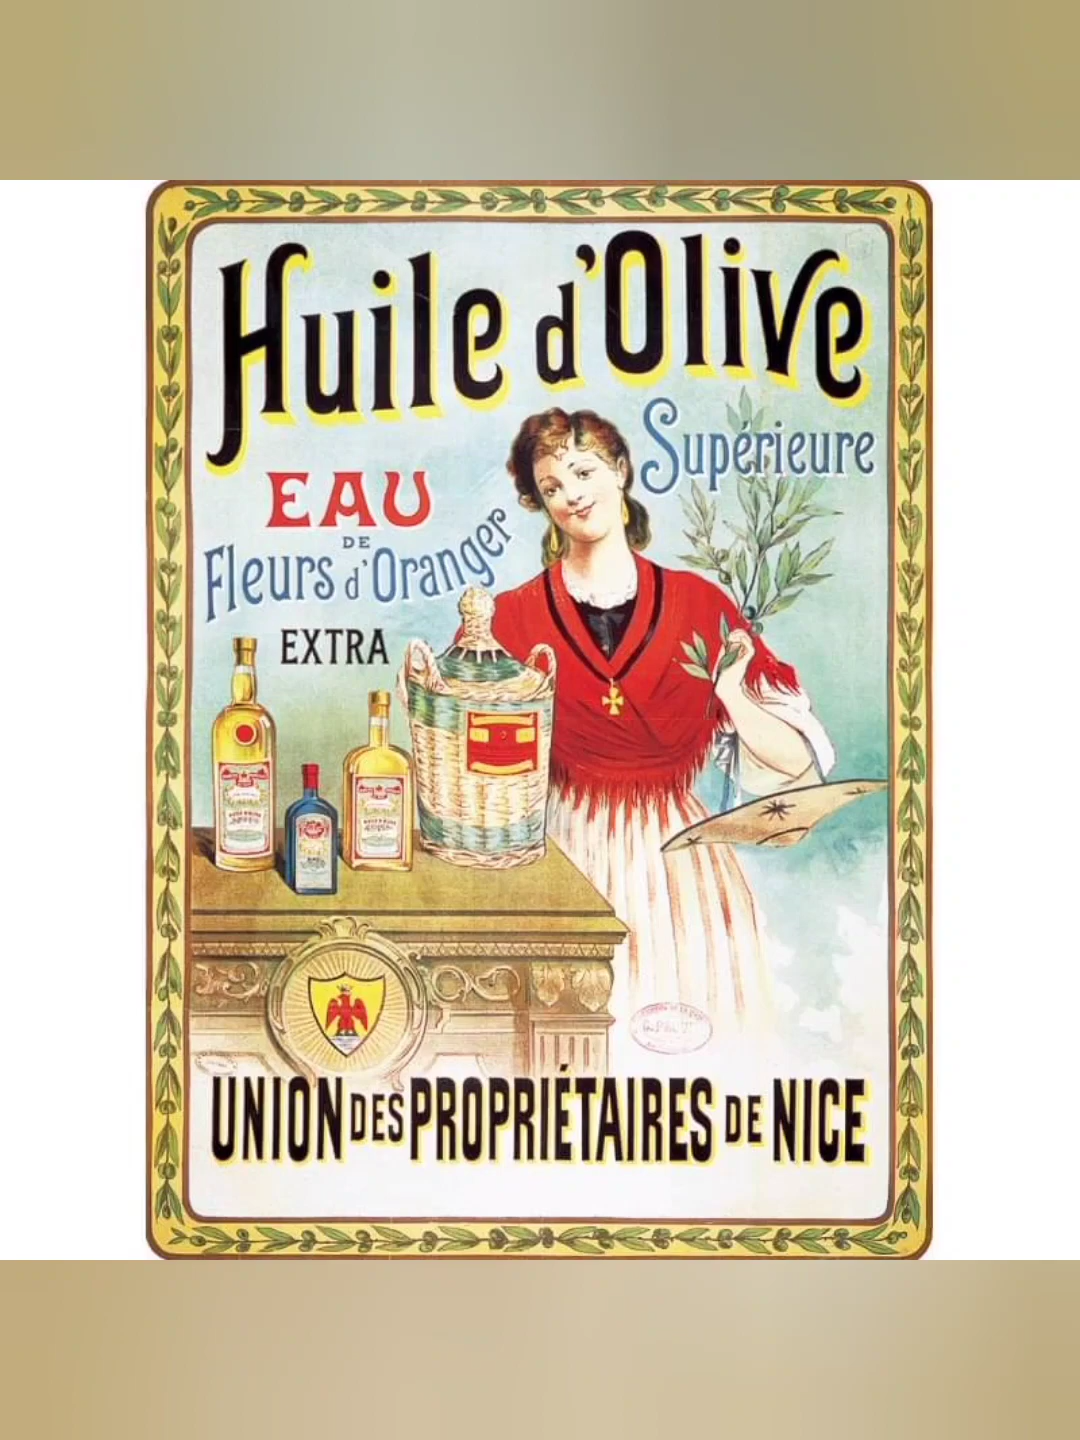 Huile d'Olive
Supérieure
EAU
DE
Fleurs d'Oranger
EXTRA
UNION DES PROPRIÉTAIRES DE NICE